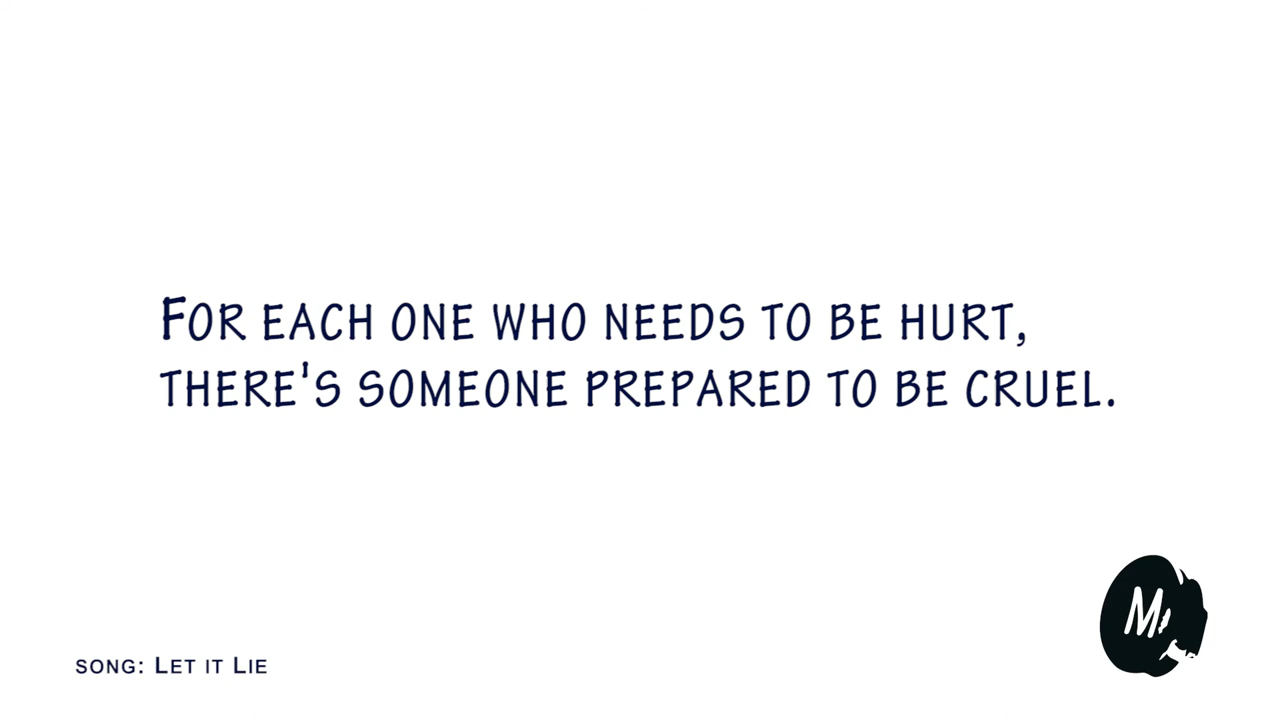 For each one who needs to be hurt,
there's someone prepared to be cruel.
M
song: Let it Lie